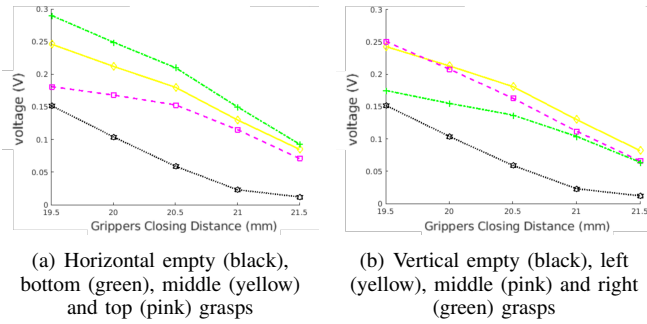 0.3
0.25
0.2
0.15
0.1
0.05
0
voltage (V)
19.5 20 20.5 21 21.5
Grippers Closing Distance (mm)
(a) Horizontal empty (black),
bottom (green), middle (yellow)
and top (pink) grasps
0.3
0.25
0.2
0.15
0.1
0.05
0
voltage (V)
19.5 20 20.5 21 21.5
Grippers Closing Distance (mm)
(b) Vertical empty (black), left
(yellow), middle (pink) and right
(green) grasps